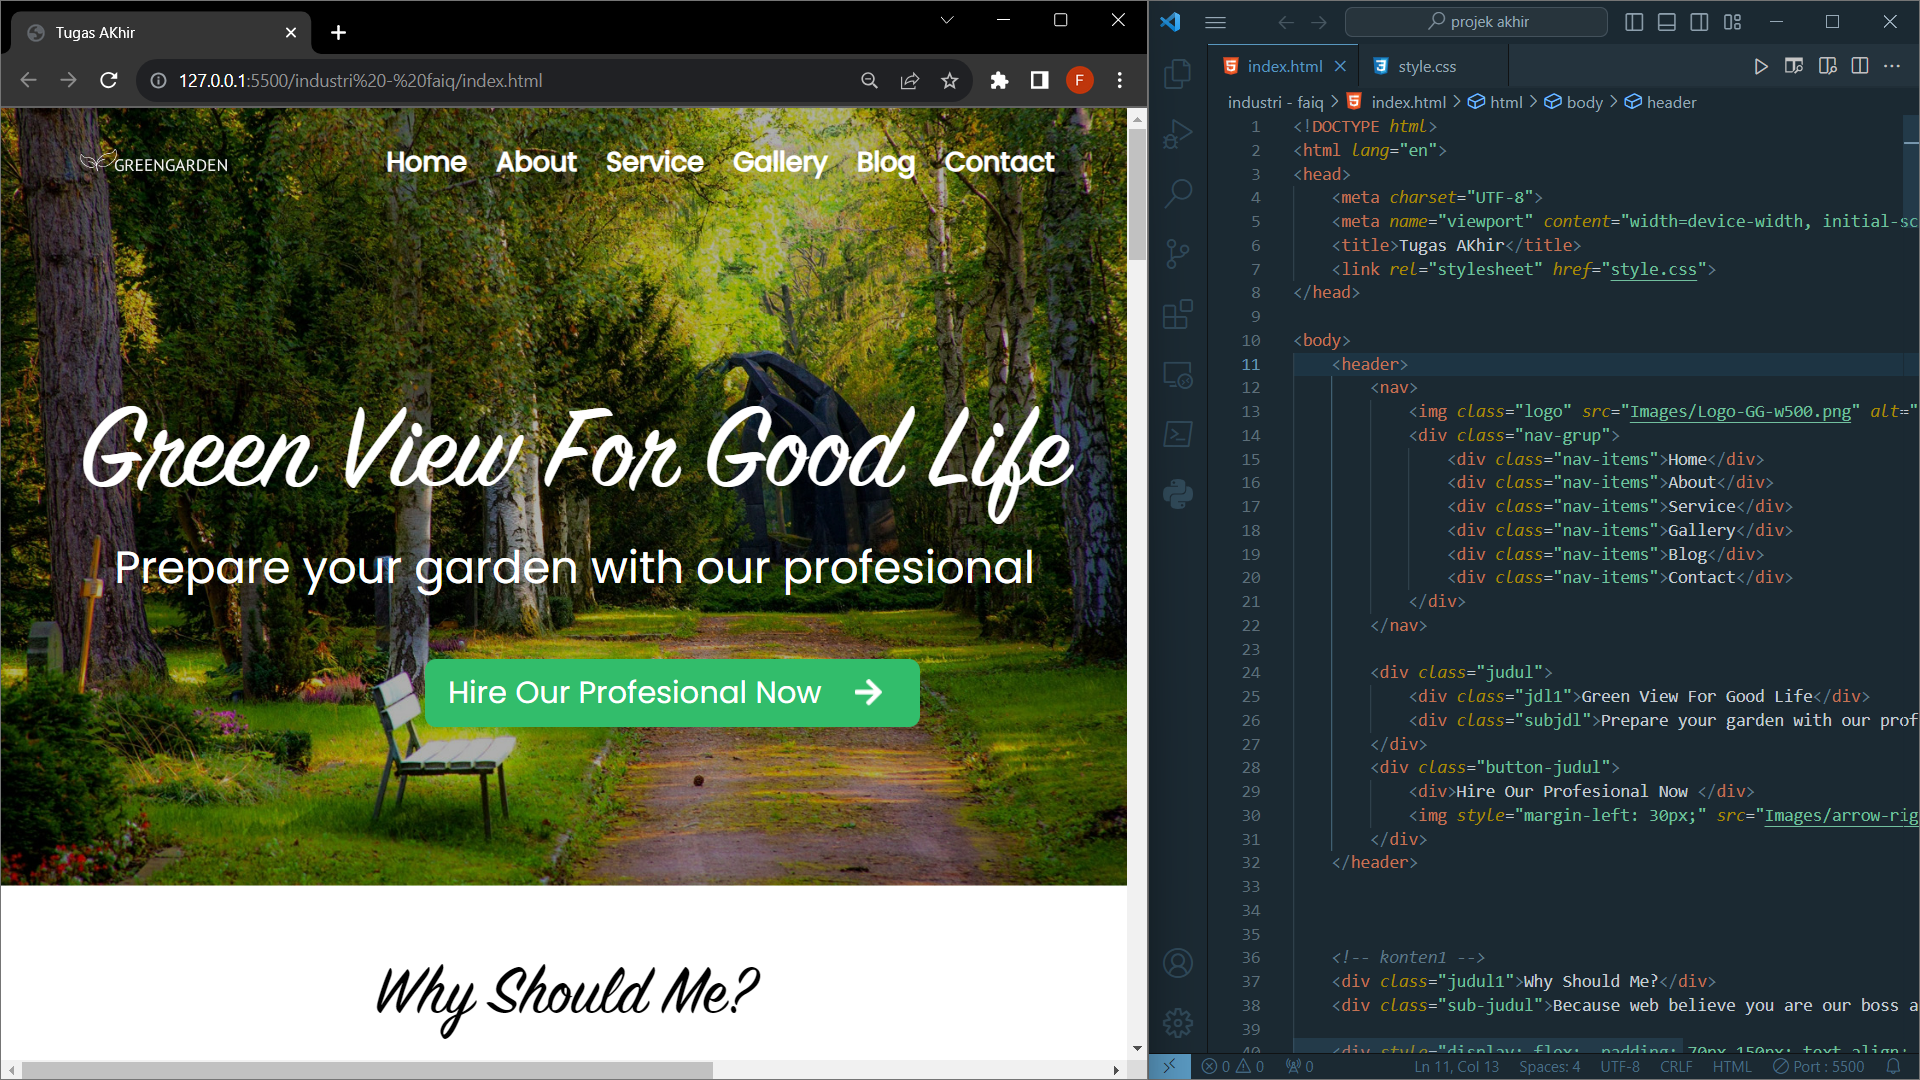 Tugas AKhir
127.0.0.1:5500/industri%20-%20faiq/index.html
F
GREENGARDEN
Home About Service Gallery Blog Contact
Green View For Good Life
Prepare your garden with our profesional
Hire Our Profesional Now
Why Should Me?
projek akhir
index.html
style.css
industri - faiq > index.html > html > body > header
1 <!DOCTYPE html>
2 <html lang="en">
3 <head>
4 <meta charset="UTF-8">
5 <meta name="viewport" content="width=device-width, initial-sc
6 <title>Tugas AKhir</title>
7 <link rel="stylesheet" href="style.css">
8 </head>
9
10 <body>
11 <header>
12 <nav>
13 <img class="logo" src="Images/Logo-GG-w500.png" alt="
14 <div class="nav-grup">
15 <div class="nav-items">Home</div>
16 <div class="nav-items">About</div>
17 <div class="nav-items">Service</div>
18 <div class="nav-items">Gallery</div>
19 <div class="nav-items">Blog</div>
20 <div class="nav-items">Contact</div>
21 </div>
22 </nav>
23
24 <div class="judul">
25 <div class="jdl1">Green View For Good Life</div>
26 <div class="subjdl">Prepare your garden with our prof
27 </div>
28 <div class="button-judul">
29 <div>Hire Our Profesional Now </div>
30 <img style="margin-left: 30px;" src="Images/arrow-rig
31 </div>
32 </header>
33
34
35
36 <!-- konten1 -->
37 <div class="judul1">Why Should Me?</div>
38 <div class="sub-judul">Because web believe you are our boss a
39
40 <div style="display: flex; padding: 70px 150px; text-align:
0 0 0 Ln 11, Col 13 Spaces: 4 UTF-8 CRLF HTML Port : 5500